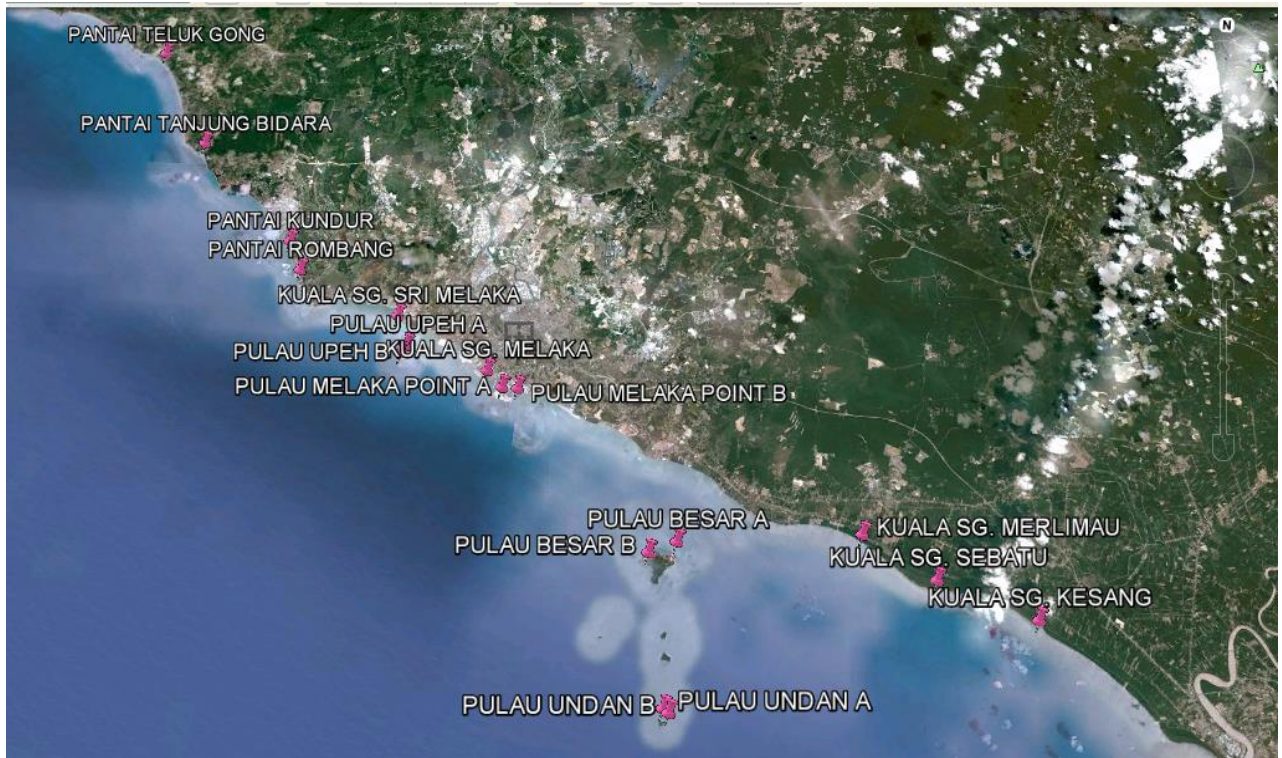 N
PANTAI TELUK GONG
PANTAI TANJUNG BIDARA
PANTAI KUNDUR
PANTAI ROMBANG
KUALA SG. SRI MELAKA
PULAU UPEH A
PULAU UPEH B
KUALA SG. MELAKA
PULAU MELAKA POINT A
PULAU MELAKA POINT B
PULAU BESAR A
PULAU BESAR B
KUALA SG. MERLIMAU
KUALA SG. SEBATU
KUALA SG. KESANG
PULAU UNDAN B
PULAU UNDAN A